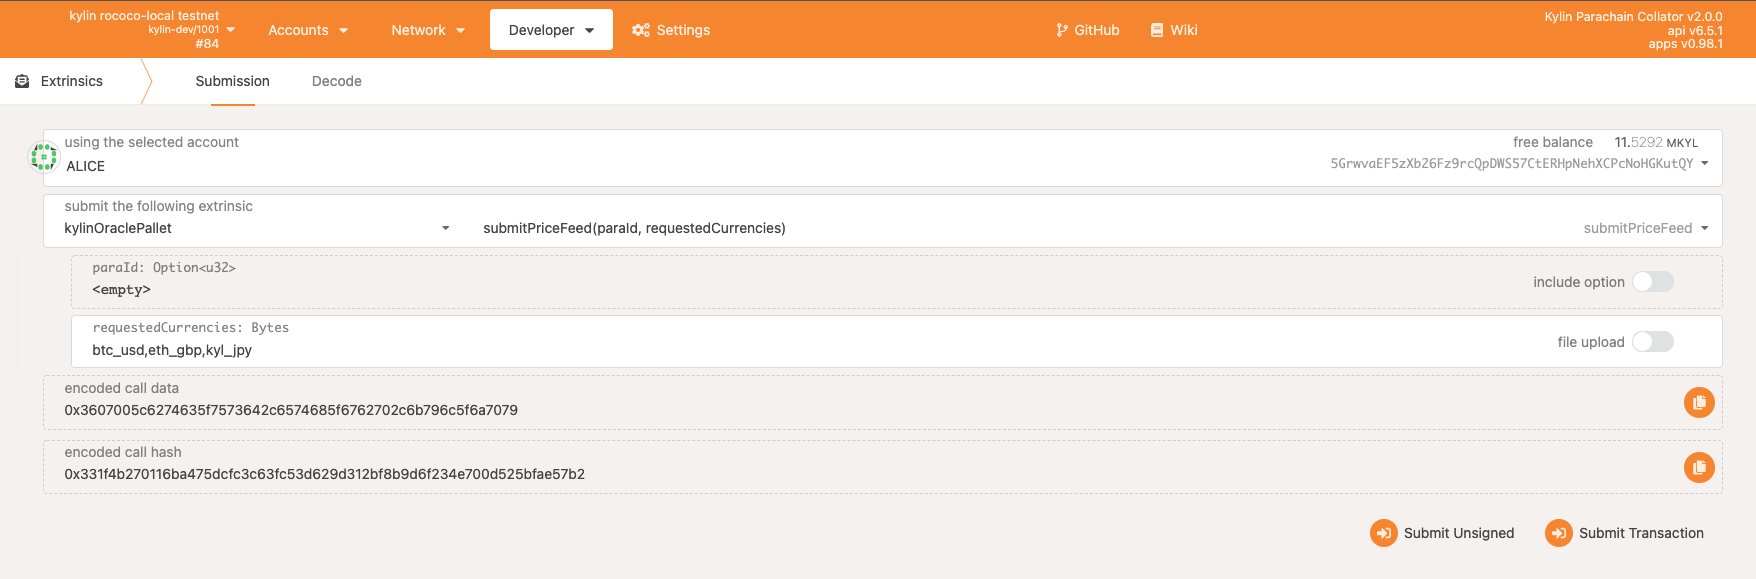 kylin rococo-local testnet
kylin-dev/1001
#84
Accounts
Network
Developer
Settings
GitHub
Wiki
Kylin Parachain Collator v2.0.0
api v6.5.1
apps v0.98.1
Extrinsics
Submission
Decode
using the selected account
ALICE
free balance 11.5292 MKYL
5GrwvaEF5zXb26Fz9rcQpDWS57CtERHpNehXCPcNoHGKutQY
submit the following extrinsic
kylinOraclePallet
submitPriceFeed(paraId, requestedCurrencies)
submitPriceFeed
paraId: Option<u32>
<empty>
include option
requestedCurrencies: Bytes
btc_usd,eth_gbp,kyl_jpy
file upload
encoded call data
0x3607005c6274635f7573642c6574685f6762702c6b796c5f6a7079
encoded call hash
0x331f4b270116ba475dcfc3c63fc53d629d312bf8b9d6f234e700d525bfae57b2
Submit Unsigned
Submit Transaction